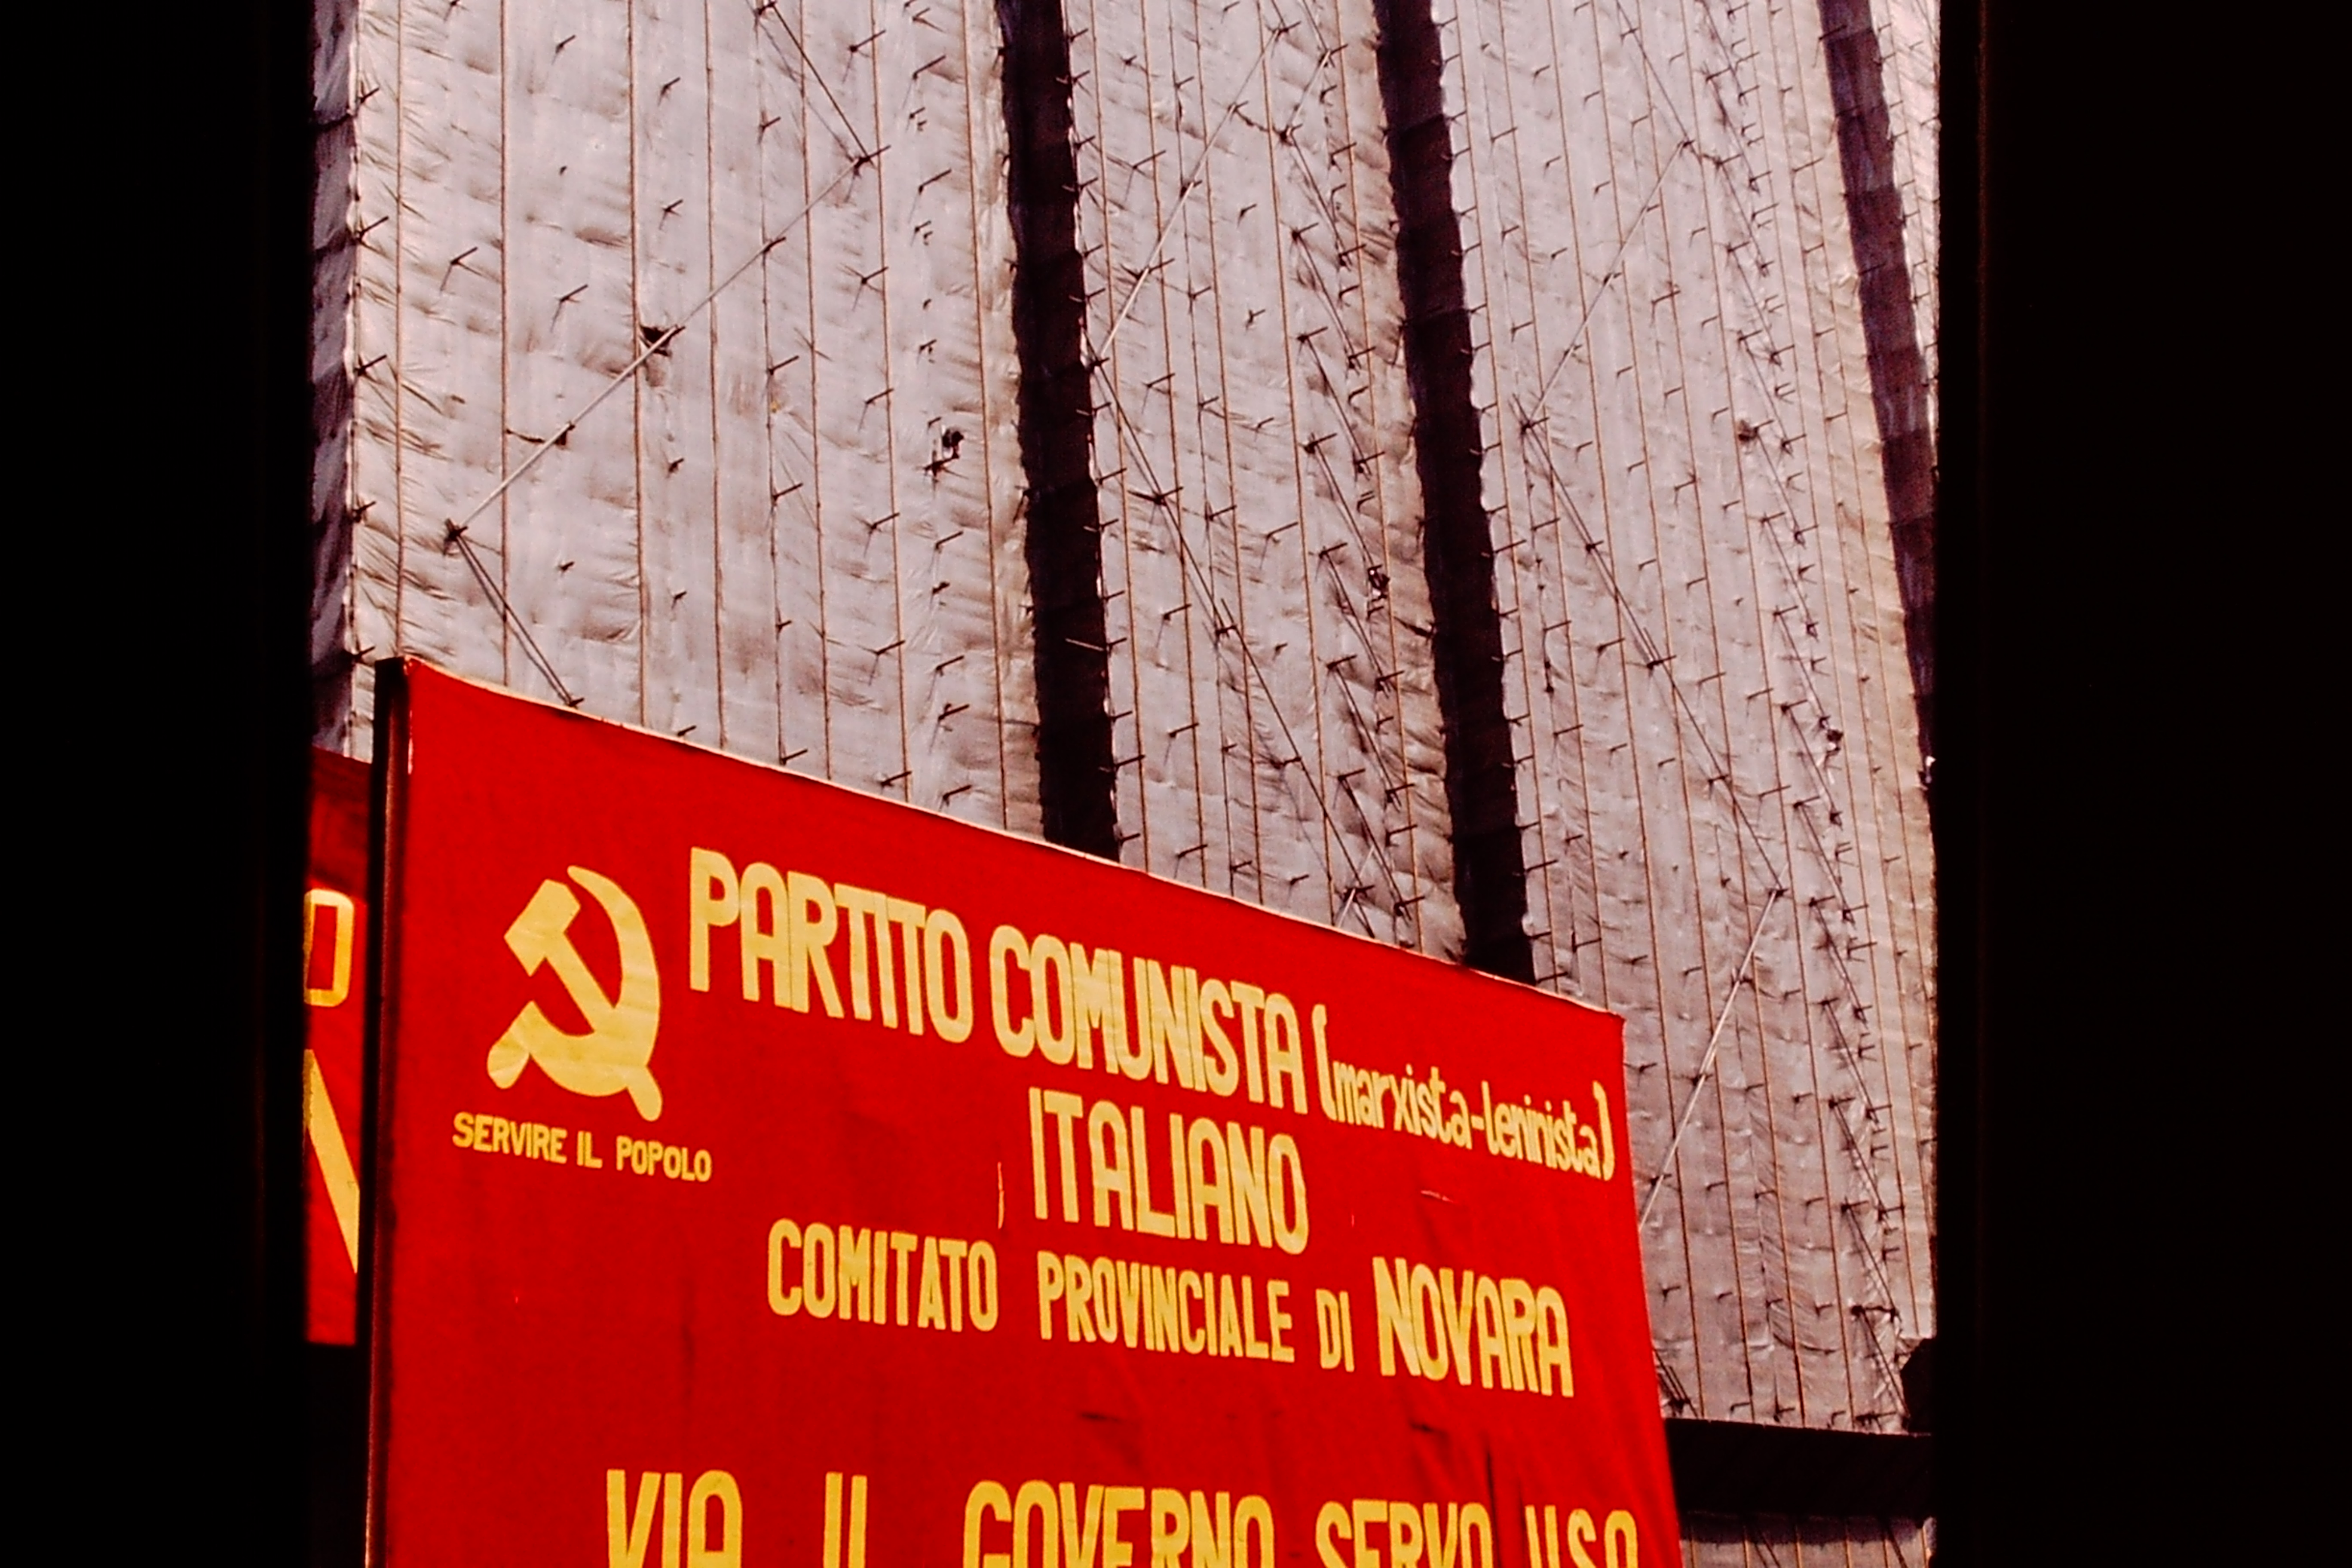 PARTITO COMUNISTA (marxista-leninista)
ITALIANO
SERVIRE IL POPOLO
COMITATO PROVINCIALE DI NOVARA
VIA IL GOVERNO SERVO USA